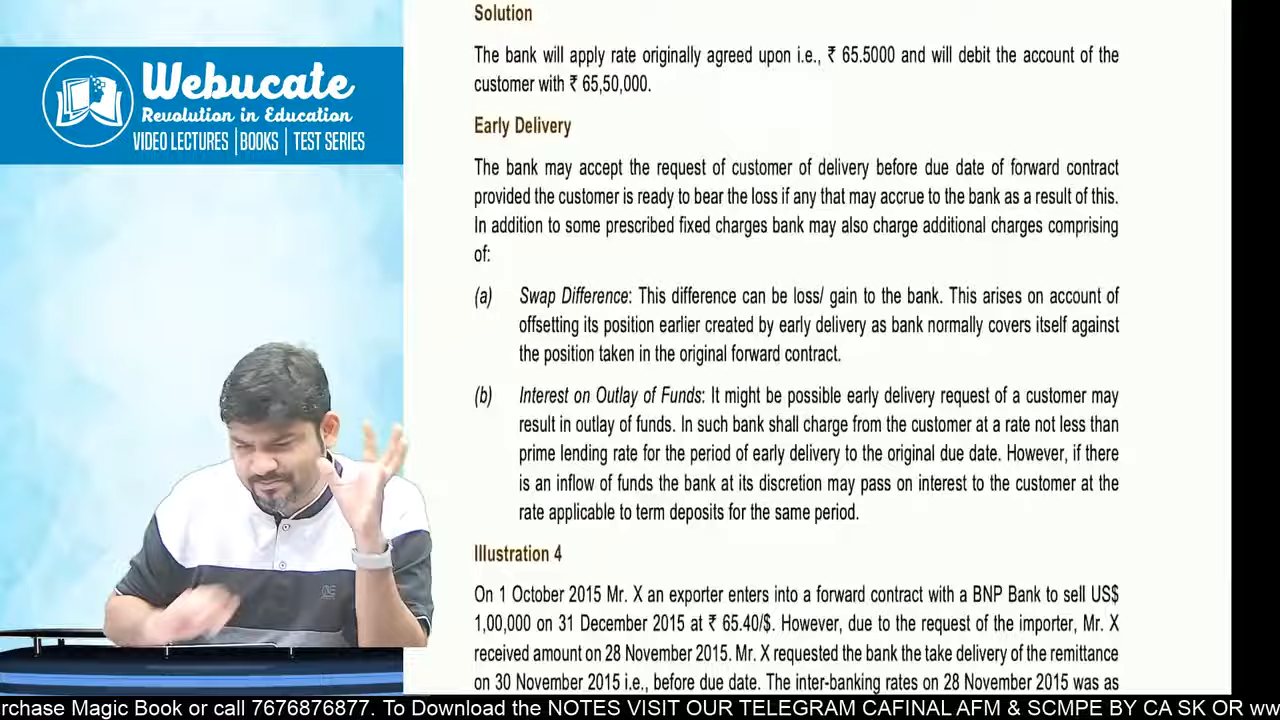 Webucate
Revolution in Education
VIDEO LECTURES | BOOKS | TEST SERIES
Solution
The bank will apply rate originally agreed upon i.e., ₹ 65.5000 and will debit the account of the
customer with ₹ 65,50,000.
Early Delivery
The bank may accept the request of customer of delivery before due date of forward contract
provided the customer is ready to bear the loss if any that may accrue to the bank as a result of this.
In addition to some prescribed fixed charges bank may also charge additional charges comprising
of:
(a) Swap Difference: This difference can be loss/ gain to the bank. This arises on account of
offsetting its position earlier created by early delivery as bank normally covers itself against
the position taken in the original forward contract.
(b) Interest on Outlay of Funds: It might be possible early delivery request of a customer may
result in outlay of funds. In such bank shall charge from the customer at a rate not less than
prime lending rate for the period of early delivery to the original due date. However, if there
is an inflow of funds the bank at its discretion may pass on interest to the customer at the
rate applicable to term deposits for the same period.
Illustration 4
On 1 October 2015 Mr. X an exporter enters into a forward contract with a BNP Bank to sell US$
1,00,000 on 31 December 2015 at ₹ 65.40/$. However, due to the request of the importer, Mr. X
received amount on 28 November 2015. Mr. X requested the bank the take delivery of the remittance
on 30 November 2015 i.e., before due date. The inter-banking rates on 28 November 2015 was as
rchase Magic Book or call 7676876877. To Download the NOTES VISIT OUR TELEGRAM CAFINAL AFM & SCMPE BY CA SK OR ww